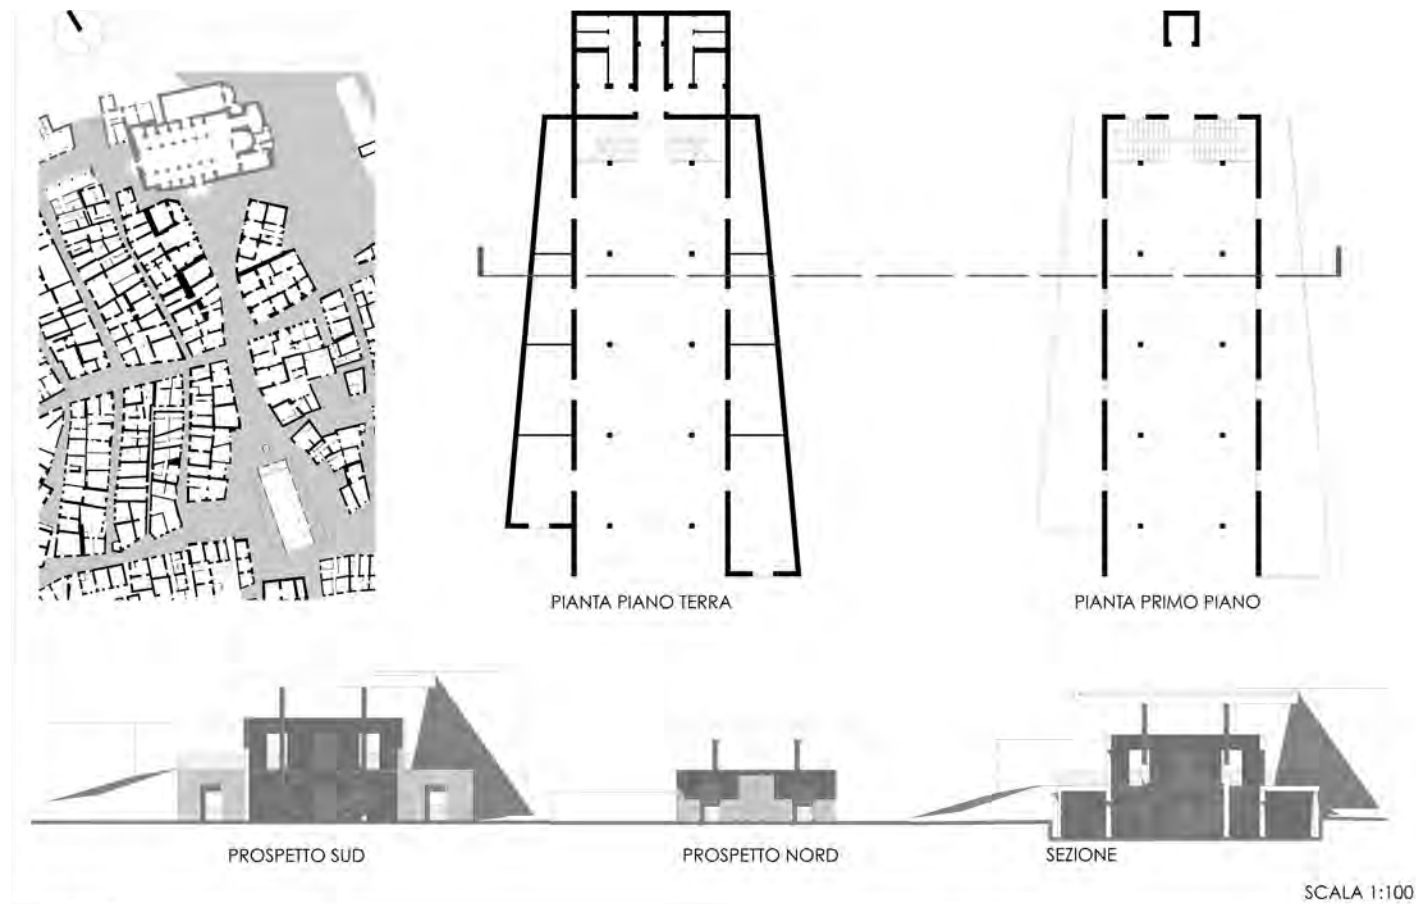 PIANTA PIANO TERRA
PIANTA PRIMO PIANO
PROSPETTO SUD
PROSPETTO NORD
SEZIONE
SCALA 1:100